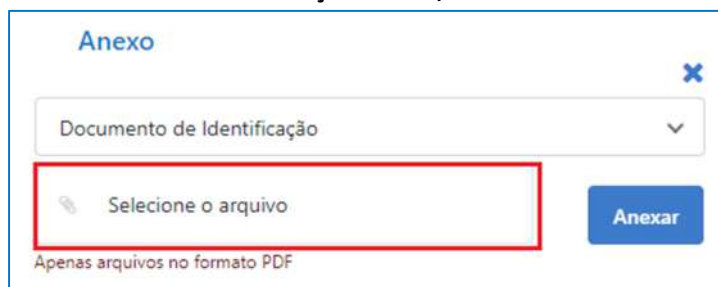 Anexo
Documento de Identificação
Selecione o arquivo
Anexar
Apenas arquivos no formato PDF